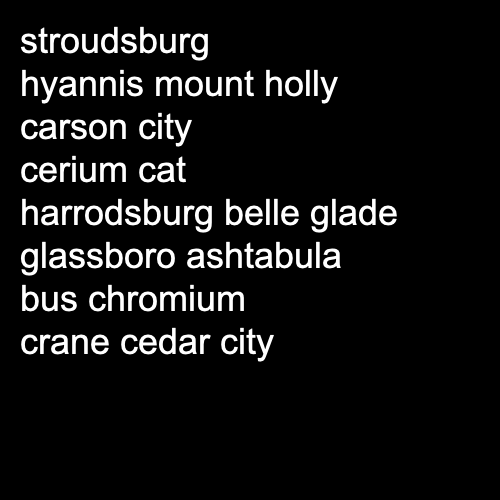 stroudsburg
hyannis mount holly
carson city
cerium cat
harrodsburg belle glade
glassboro ashtabula
bus chromium
crane cedar city